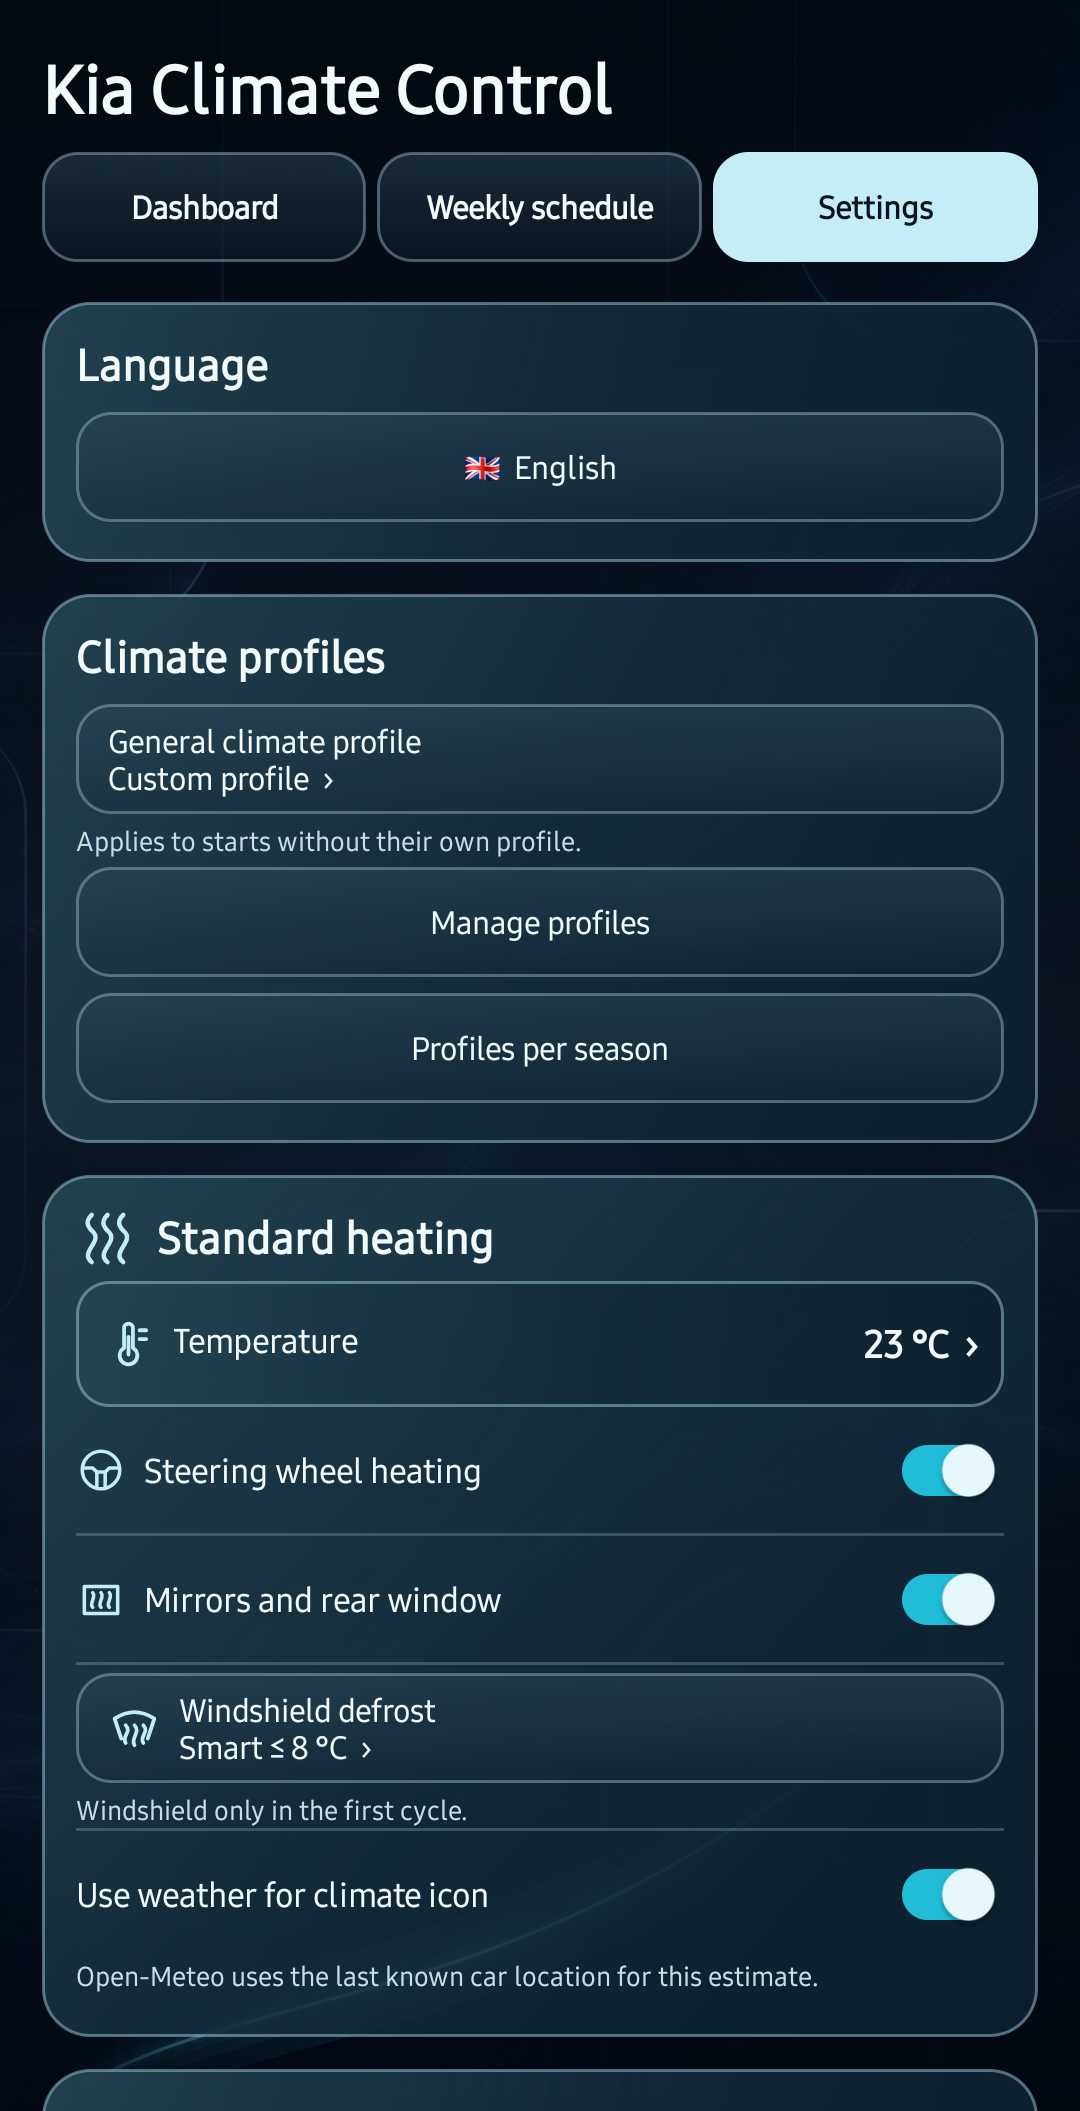 Kia Climate Control
Dashboard
Weekly schedule
Settings
Language
🇬🇧 English
Climate profiles
General climate profile
Custom profile ›
Applies to starts without their own profile.
Manage profiles
Profiles per season
Standard heating
Temperature
23 °C ›
Steering wheel heating
Mirrors and rear window
Windshield defrost
Smart ≤ 8 °C ›
Windshield only in the first cycle.
Use weather for climate icon
Open-Meteo uses the last known car location for this estimate.